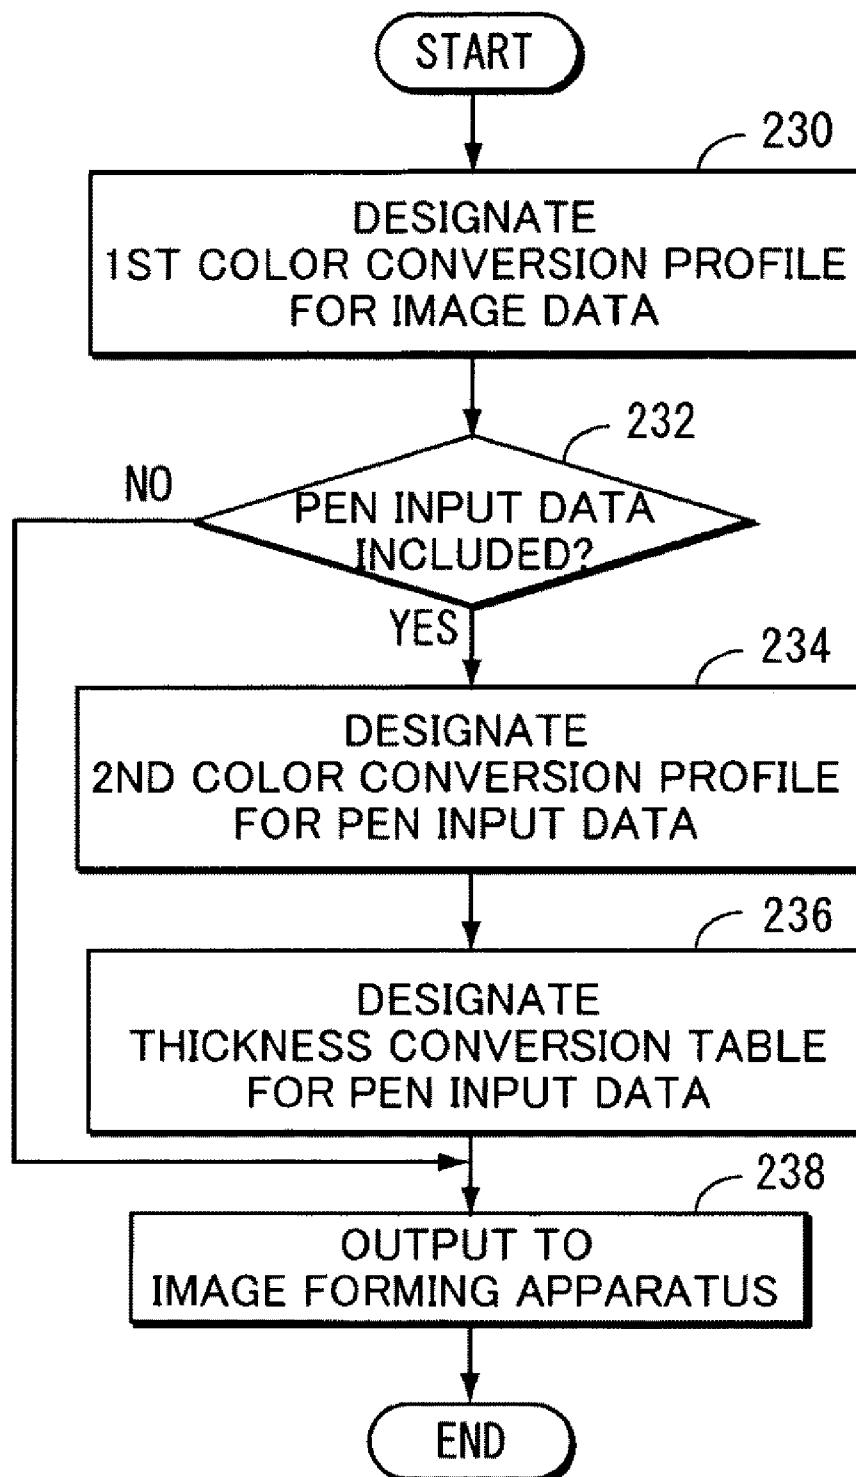 START
230
DESIGNATE
1ST COLOR CONVERSION PROFILE
FOR IMAGE DATA
232
NO
PEN INPUT DATA
INCLUDED?
YES
234
DESIGNATE
2ND COLOR CONVERSION PROFILE
FOR PEN INPUT DATA
236
DESIGNATE
THICKNESS CONVERSION TABLE
FOR PEN INPUT DATA
238
OUTPUT TO
IMAGE FORMING APPARATUS
END